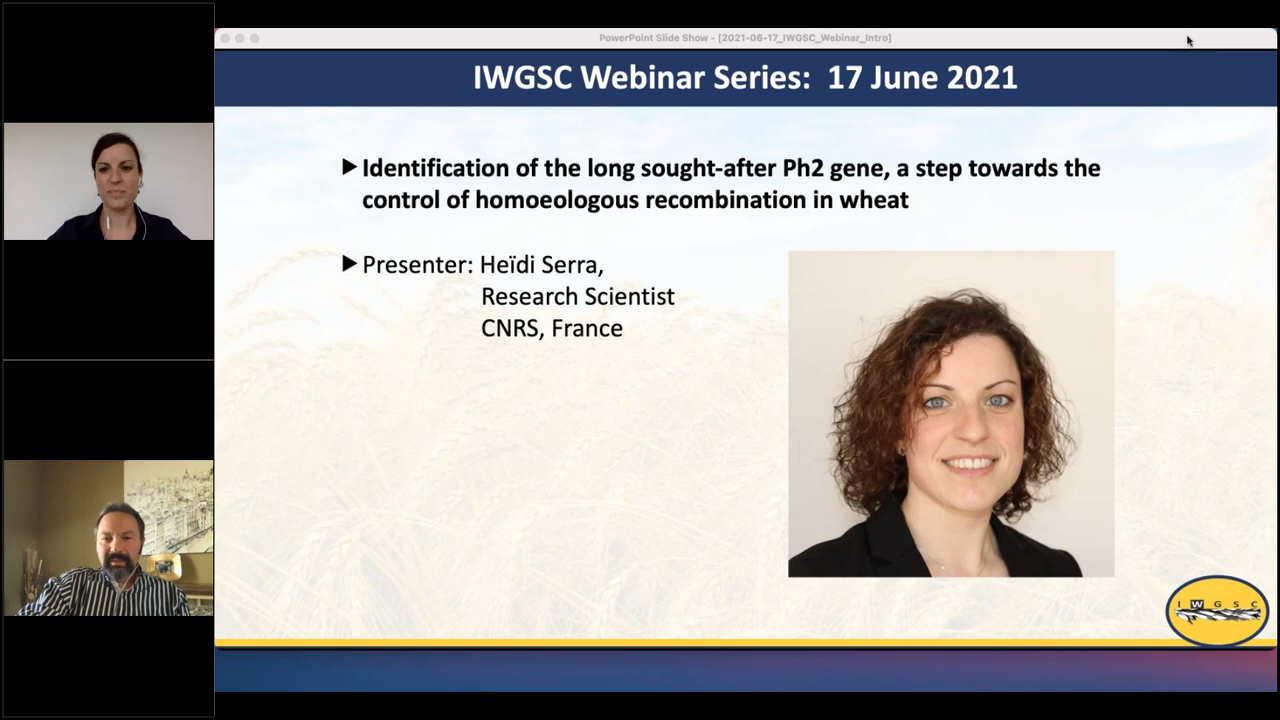 PowerPoint Slide Show - [2021-06-17_IWGSC_Webinar_Intro]
IWGSC Webinar Series: 17 June 2021
Identification of the long sought-after Ph2 gene, a step towards the
control of homoeologous recombination in wheat
Presenter: Heïdi Serra,
Research Scientist
CNRS, France
I W G S C